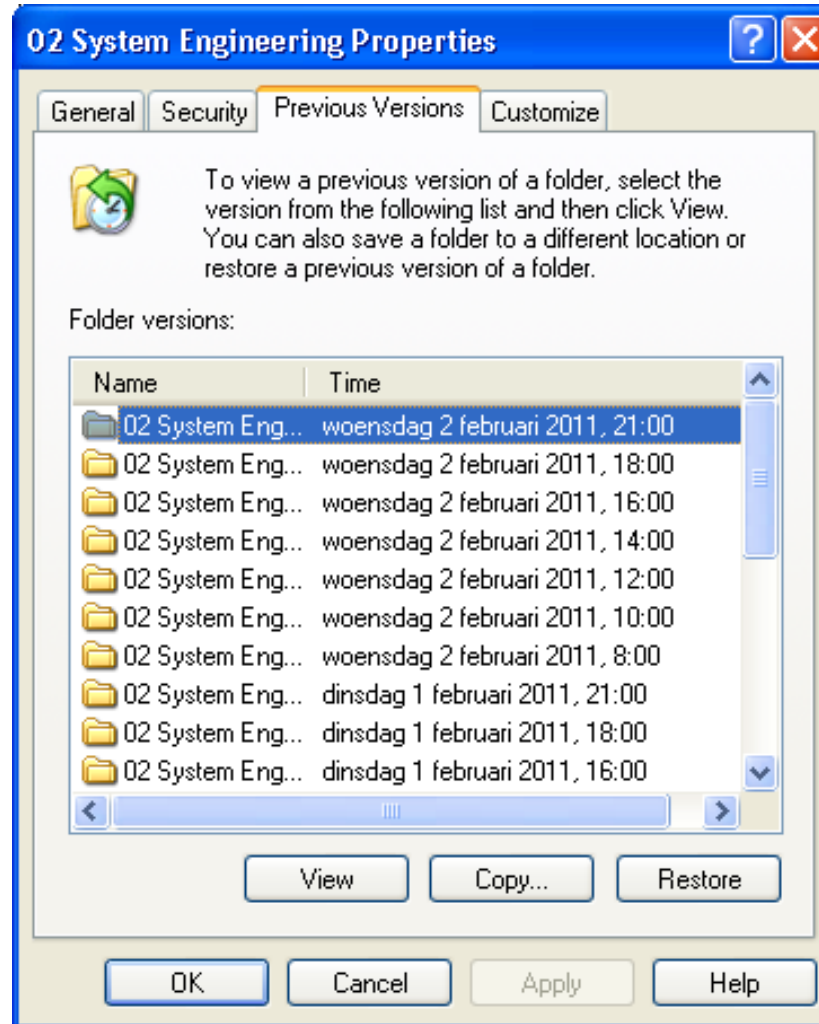 02 System Engineering Properties
General Security Previous Versions Customize
To view a previous version of a folder, select the
version from the following list and then click View.
You can also save a folder to a different location or
restore a previous version of a folder.
Folder versions:
Name Time
02 System Eng... woensdag 2 februari 2011, 21:00
02 System Eng... woensdag 2 februari 2011, 18:00
02 System Eng... woensdag 2 februari 2011, 16:00
02 System Eng... woensdag 2 februari 2011, 14:00
02 System Eng... woensdag 2 februari 2011, 12:00
02 System Eng... woensdag 2 februari 2011, 10:00
02 System Eng... woensdag 2 februari 2011, 8:00
02 System Eng... dinsdag 1 februari 2011, 21:00
02 System Eng... dinsdag 1 februari 2011, 18:00
02 System Eng... dinsdag 1 februari 2011, 16:00
View Copy... Restore
OK Cancel Apply Help